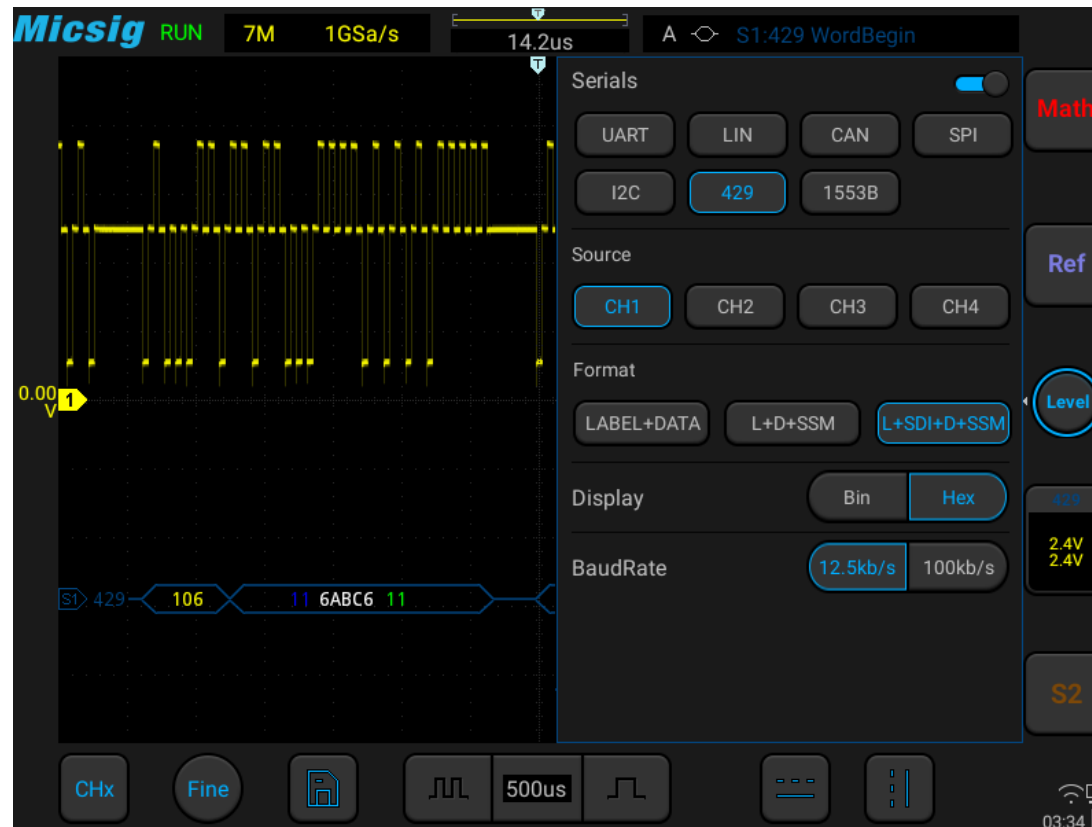 Micsig RUN 7M 1GSa/s 14.2us A S1:429 WordBegin
T
T
Serials
Math
UART LIN CAN SPI
I2C 429 1553B
Source
Ref
CH1 CH2 CH3 CH4
Format
0.00 V 1
Level
LABEL+DATA L+D+SSM L+SDI+D+SSM
Display Bin Hex
429
2.4V
2.4V
BaudRate 12.5kb/s 100kb/s
S1 429 106 11 6ABC6 11
S2
CHx Fine 500us
03:34